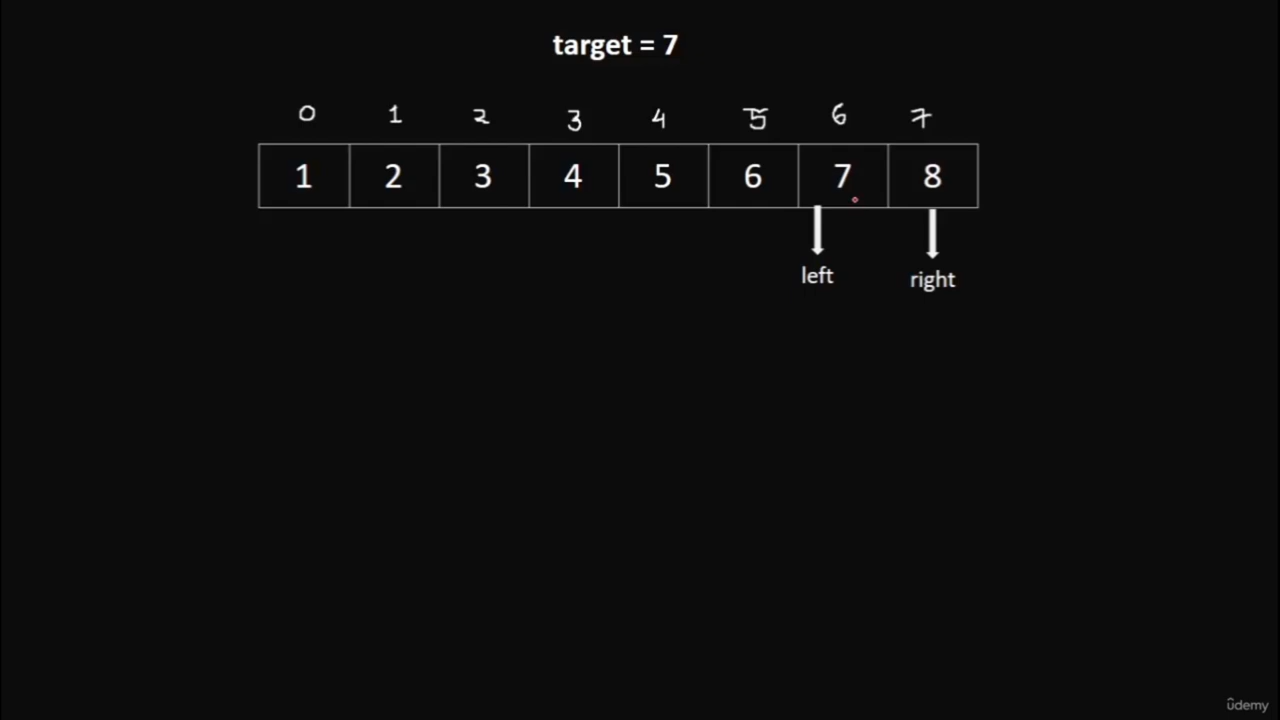 target = 7
0 1 2 3 4 5 6 7
1 2 3 4 5 6 7 8
left right
ûdemy